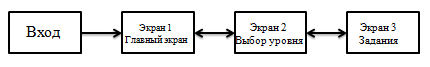 Вход
Экран 1
Главный экран
Экран 2
Выбор уровня
Экран 3
Задания